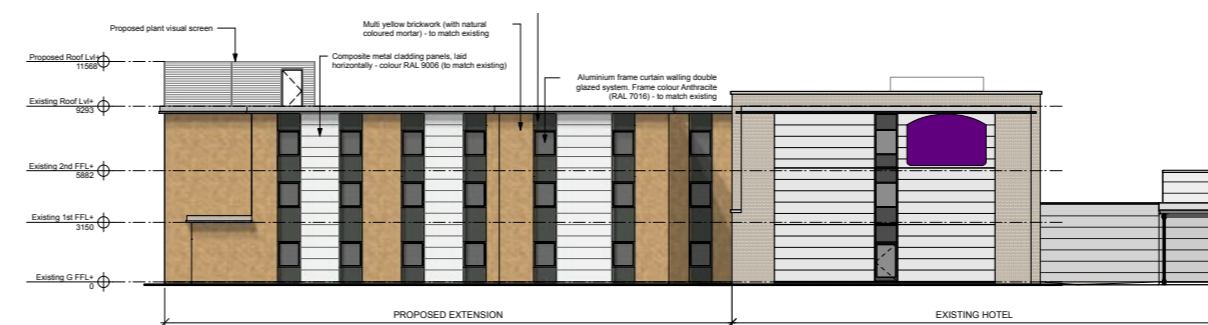 Proposed plant visual screen
Multi yellow brickwork (with natural
coloured mortar) - to match existing
Proposed Roof Lvl+
11568
Composite metal cladding panels, laid
horizontally - colour RAL 9006 (to match existing)
Aluminium frame curtain walling double
glazed system. Frame colour Anthracite
(RAL 7016) - to match existing
Existing Roof Lvl+
9293
Existing 2nd FFL+
5882
Existing 1st FFL+
3150
Existing G FFL+
0
PROPOSED EXTENSION
EXISTING HOTEL